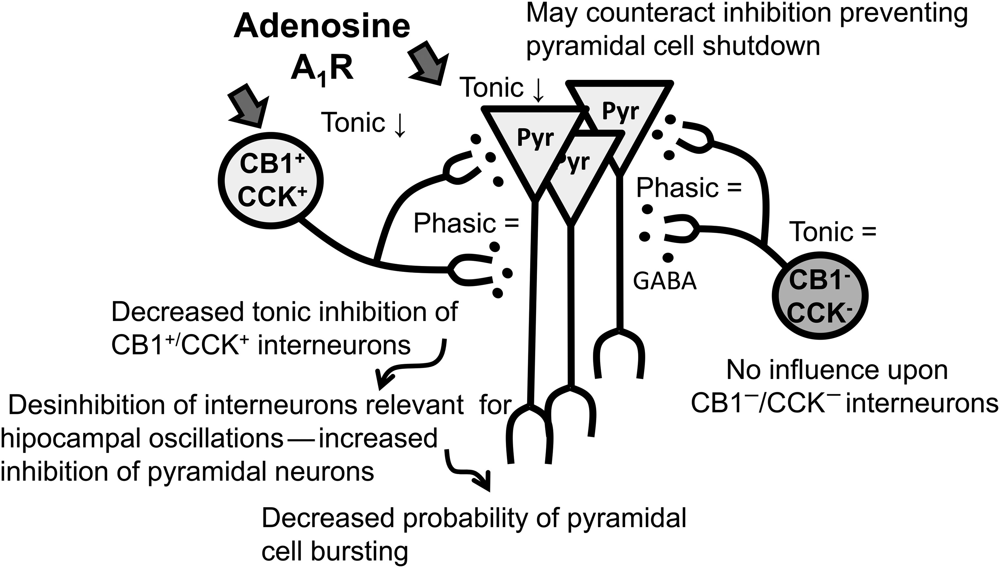 Adenosine
A₁R
May counteract inhibition preventing
pyramidal cell shutdown
Tonic ↓
Tonic ↓
Pyr
Pyr
Pyr
CB1⁺
CCK⁺
Phasic =
Phasic =
Tonic =
GABA
CB1⁻
CCK⁻
Decreased tonic inhibition of
CB1⁺/CCK⁺ interneurons
No influence upon
CB1⁻/CCK⁻ interneurons
Desinhibition of interneurons relevant for
hipocampal oscillations — increased
inhibition of pyramidal neurons
Decreased probability of pyramidal
cell bursting